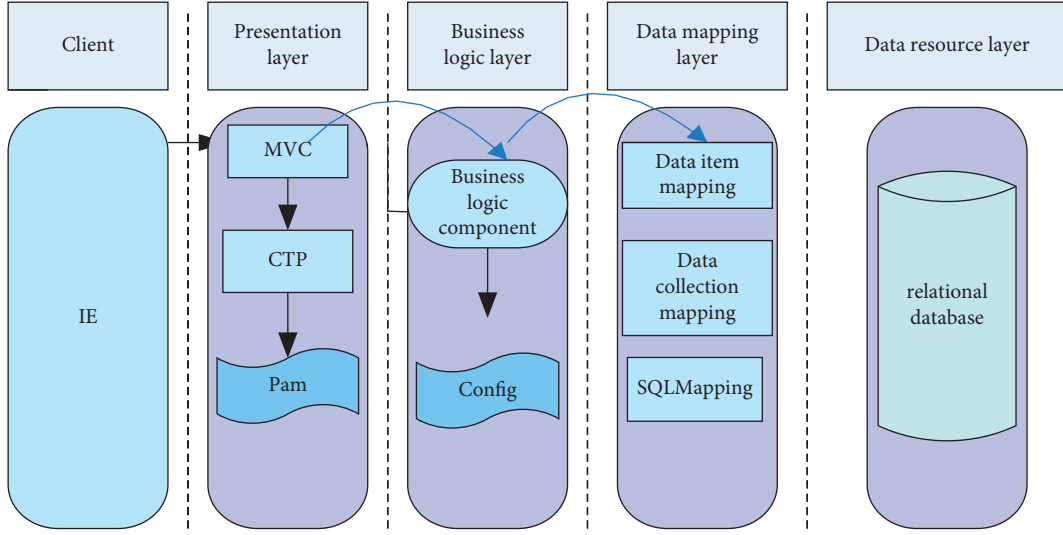 Client
Presentation
layer
Business
logic layer
Data mapping
layer
Data resource layer
IE
MVC
CTP
Pam
Business
logic
component
Config
Data item
mapping
Data
collection
mapping
SQLMapping
relational
database